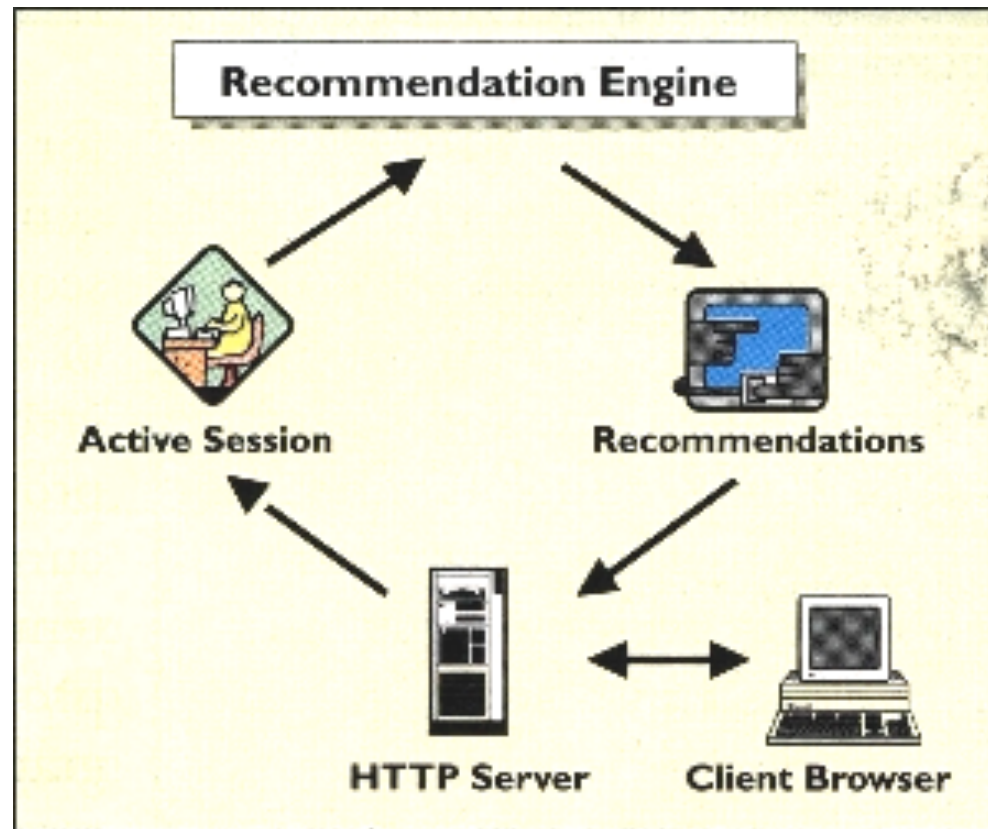 Recommendation Engine
Active Session
Recommendations
HTTP Server
Client Browser